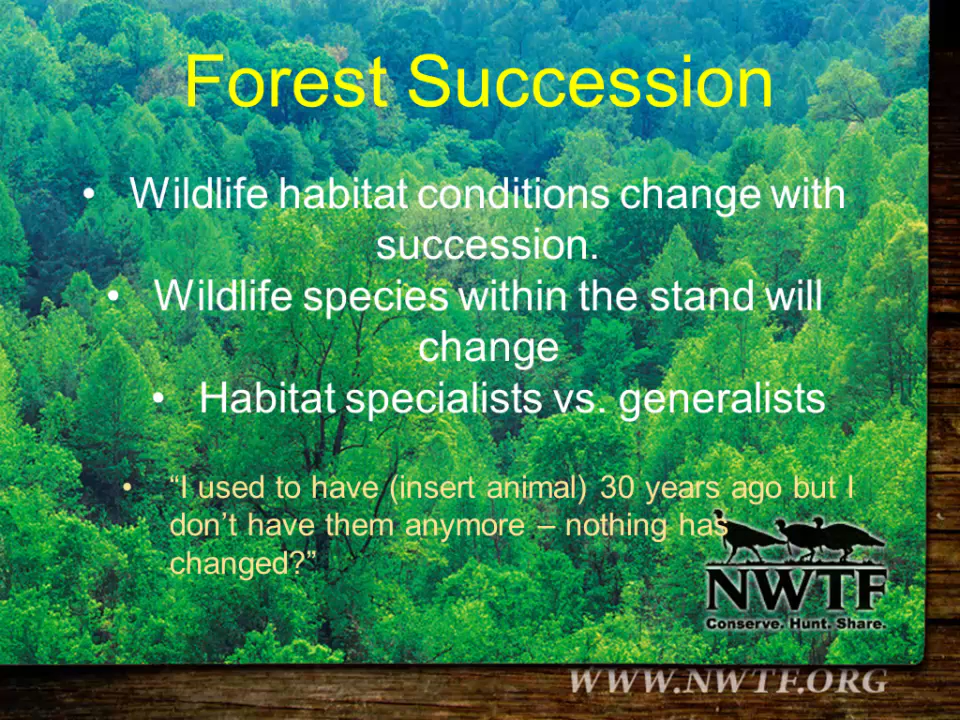 Forest Succession
• Wildlife habitat conditions change with
succession.
• Wildlife species within the stand will
change
• Habitat specialists vs. generalists
• “I used to have (insert animal) 30 years ago but I
don’t have them anymore – nothing has
changed?”
NWTF
Conserve. Hunt. Share.
WWW.NWTF.ORG